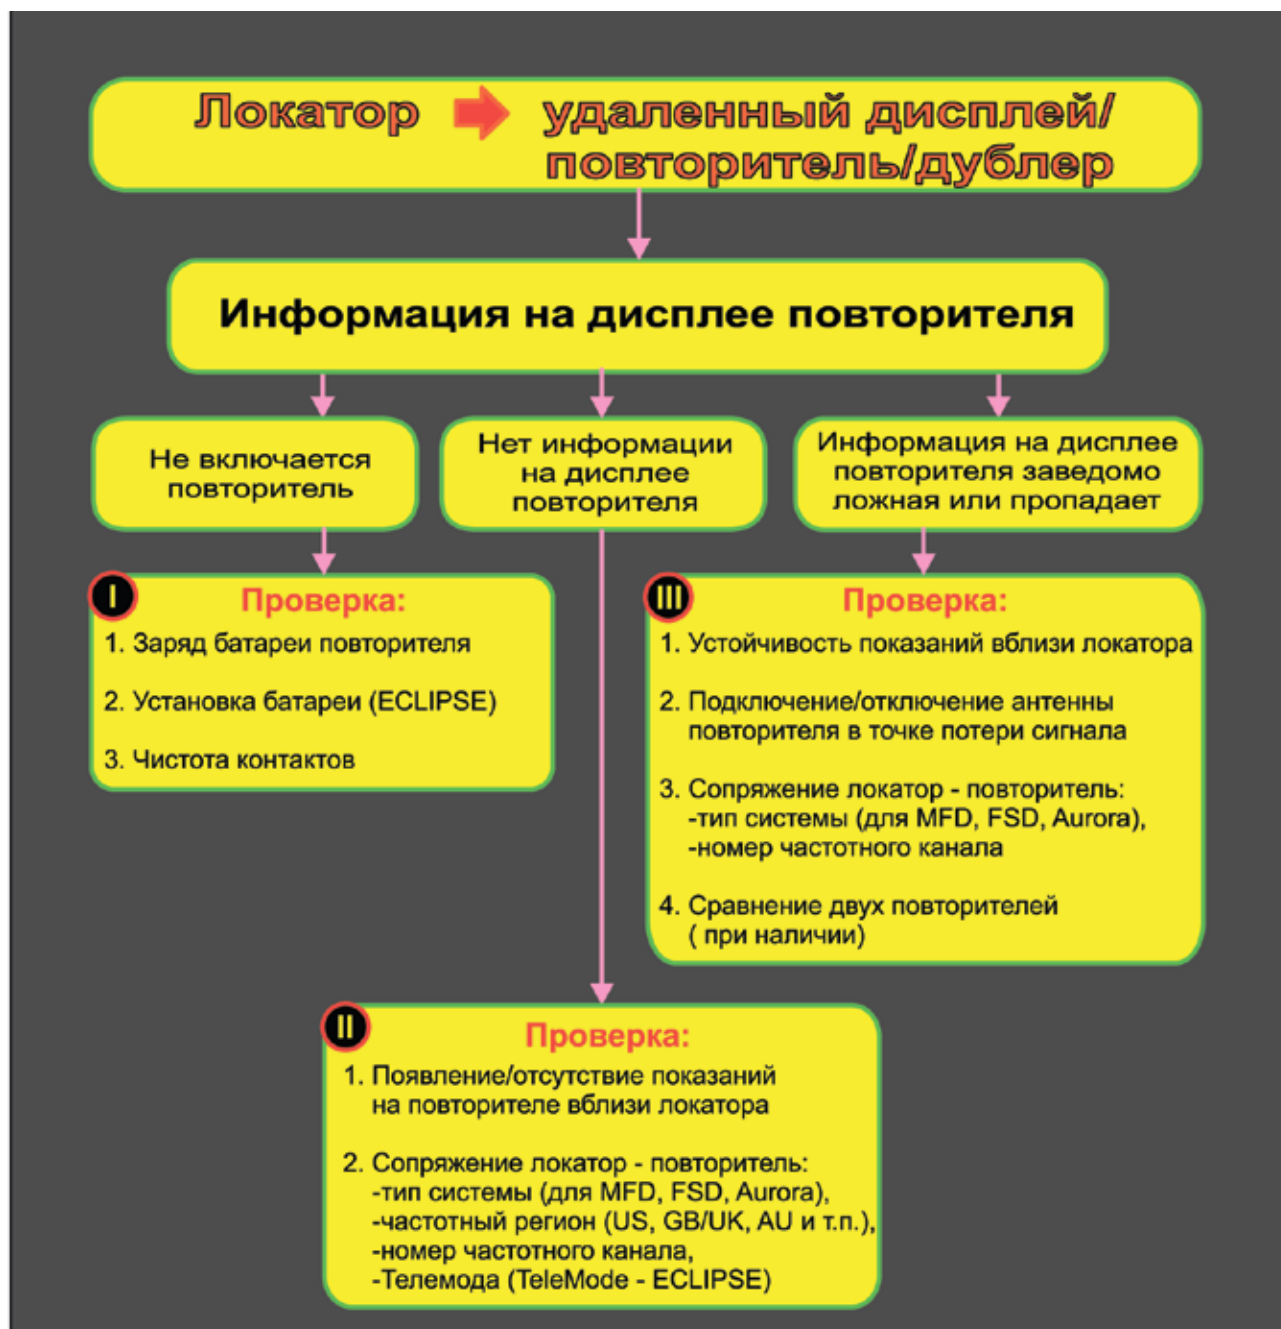 Локатор удаленный дисплей/
повторитель/дублер
Информация на дисплее повторителя
Не включается
повторитель
Нет информации
на дисплее
повторителя
Информация на дисплее
повторителя заведомо
ложная или пропадает
I
Проверка:
1. Заряд батареи повторителя
2. Установка батареи (ECLIPSE)
3. Чистота контактов
III
Проверка:
1. Устойчивость показаний вблизи локатора
2. Подключение/отключение антенны
повторителя в точке потери сигнала
3. Сопряжение локатор - повторитель:
-тип системы (для MFD, FSD, Aurora),
-номер частотного канала
4. Сравнение двух повторителей
( при наличии)
II
Проверка:
1. Появление/отсутствие показаний
на повторителе вблизи локатора
2. Сопряжение локатор - повторитель:
-тип системы (для MFD, FSD, Aurora),
-частотный регион (US, GB/UK, AU и т.п.),
-номер частотного канала,
-Телемода (TeleMode - ECLIPSE)